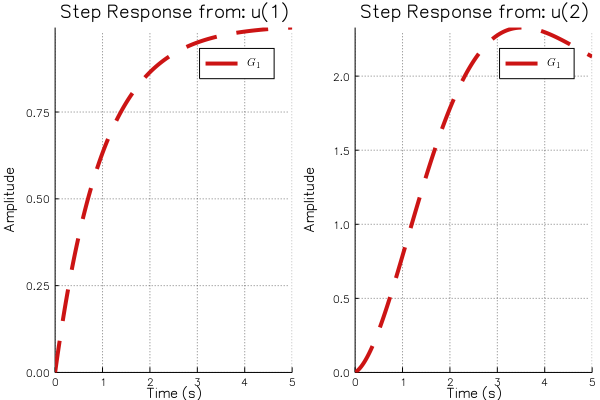 Step Response from: u(1)
Amplitude
0.75
0.50
0.25
0.00
0 1 2 3 4 5
Time (s)
G₁
Step Response from: u(2)
Amplitude
2.0
1.5
1.0
0.5
0.0
0 1 2 3 4 5
Time (s)
G₁